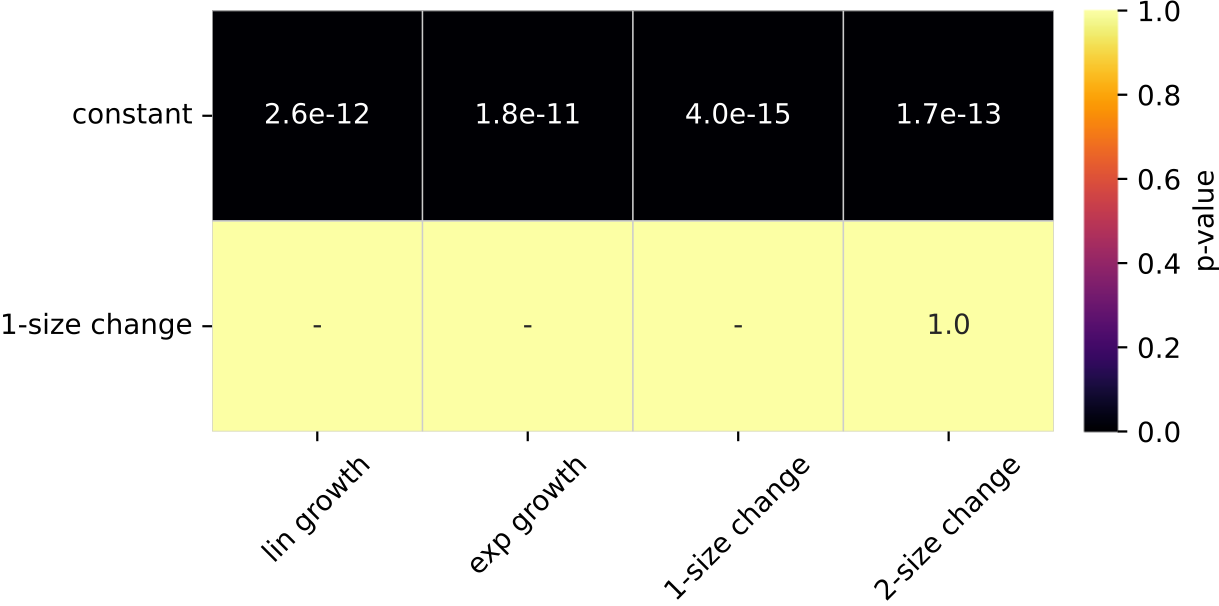 constant
2.6e-12
1.8e-11
4.0e-15
1.7e-13
1-size change
-
-
-
1.0
lin growth
exp growth
1-size change
2-size change
1.0
0.8
0.6
0.4
0.2
0.0
p-value